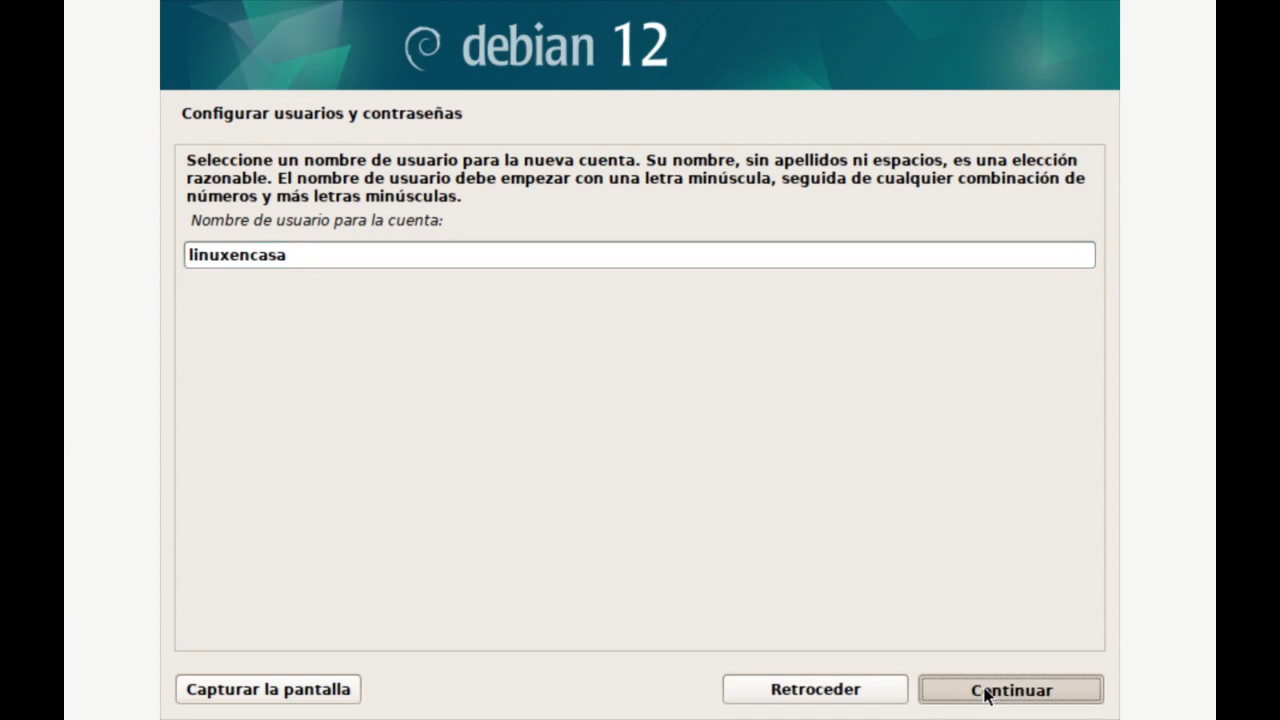 debian 12
Configurar usuarios y contraseñas
Seleccione un nombre de usuario para la nueva cuenta. Su nombre, sin apellidos ni espacios, es una elección
razonable. El nombre de usuario debe empezar con una letra minúscula, seguida de cualquier combinación de
números y más letras minúsculas.
Nombre de usuario para la cuenta:
linuxencasa
Capturar la pantalla
Retroceder
Continuar